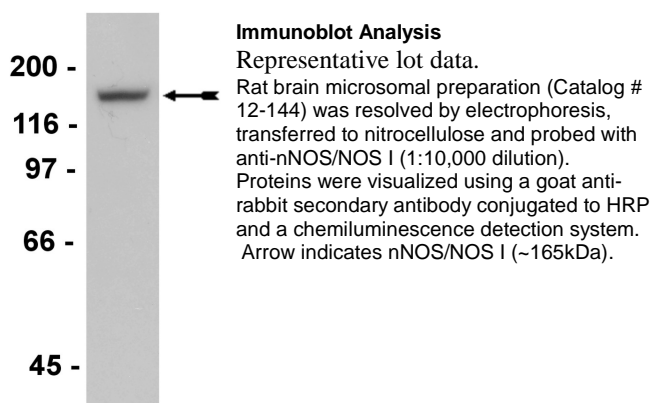 200 -
116 -
97 -
66 -
45 -
Immunoblot Analysis
Representative lot data.
Rat brain microsomal preparation (Catalog #
12-144) was resolved by electrophoresis,
transferred to nitrocellulose and probed with
anti-nNOS/NOS I (1:10,000 dilution).
Proteins were visualized using a goat anti-
rabbit secondary antibody conjugated to HRP
and a chemiluminescence detection system.
Arrow indicates nNOS/NOS I (~165kDa).